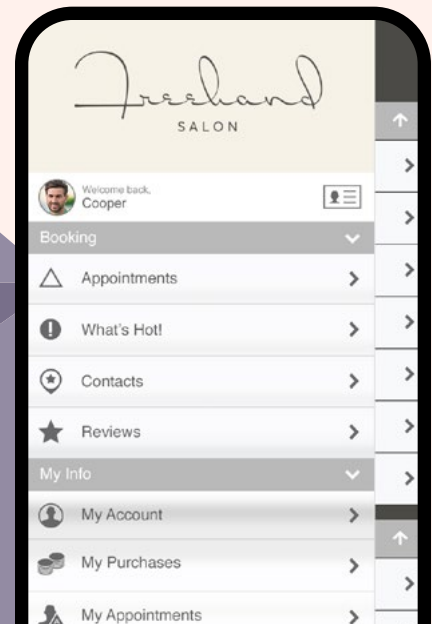 Freehand
SALON
Welcome back,
Cooper
Booking
Appointments
What's Hot!
Contacts
Reviews
My Info
My Account
My Purchases
My Appointments